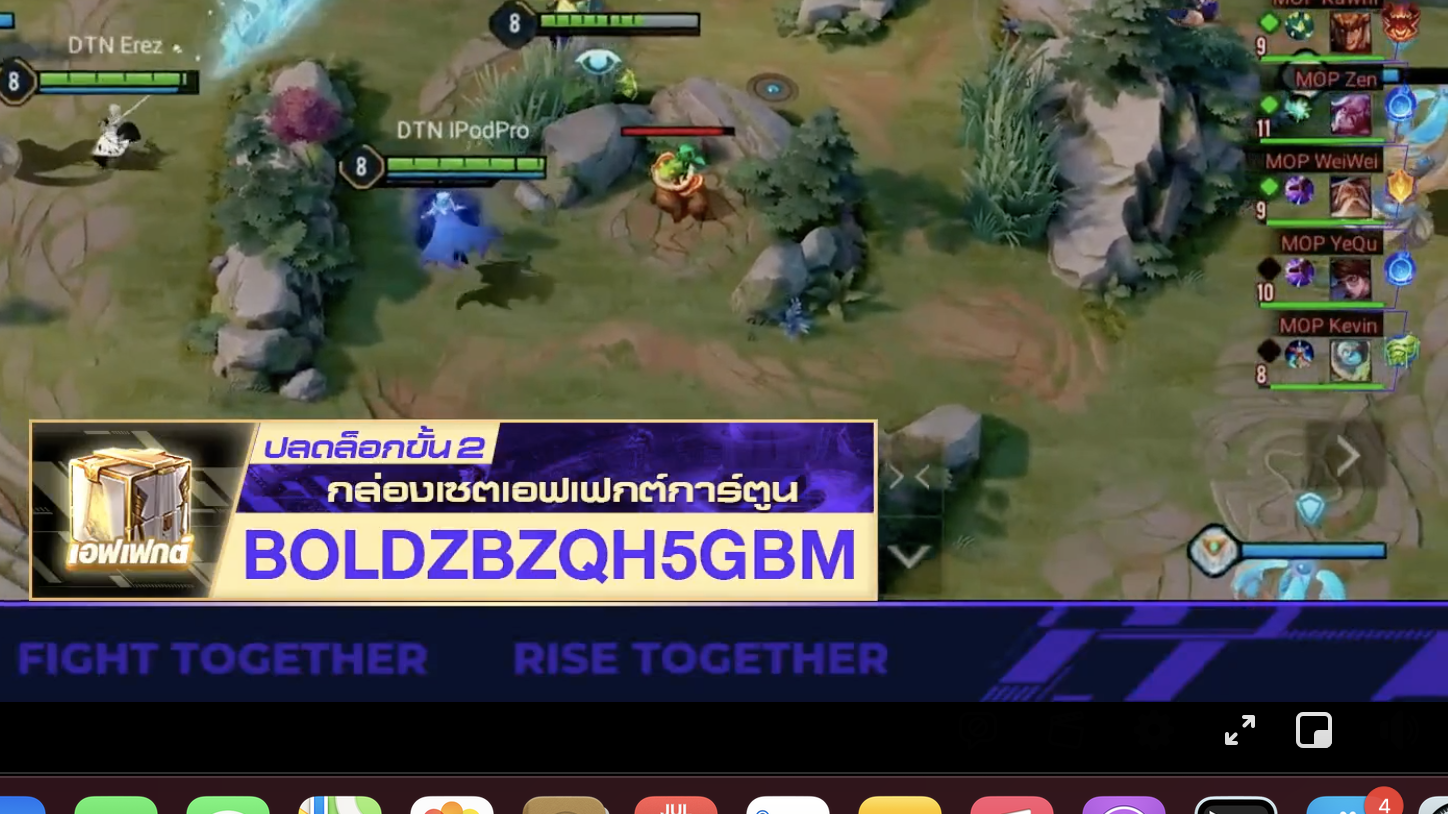 DTN Erez
8
8
DTN IPodPro
8
9
MOP Zen
11
MOP WeiWei
9
MOP YeQu
10
MOP Kevin
8
ปลดล็อกขั้น 2
กล่องเซตเอฟเฟกต์การ์ตูน
เอฟเฟกต์
BOLDZBZQH5GBM
FIGHT TOGETHER RISE TOGETHER
4